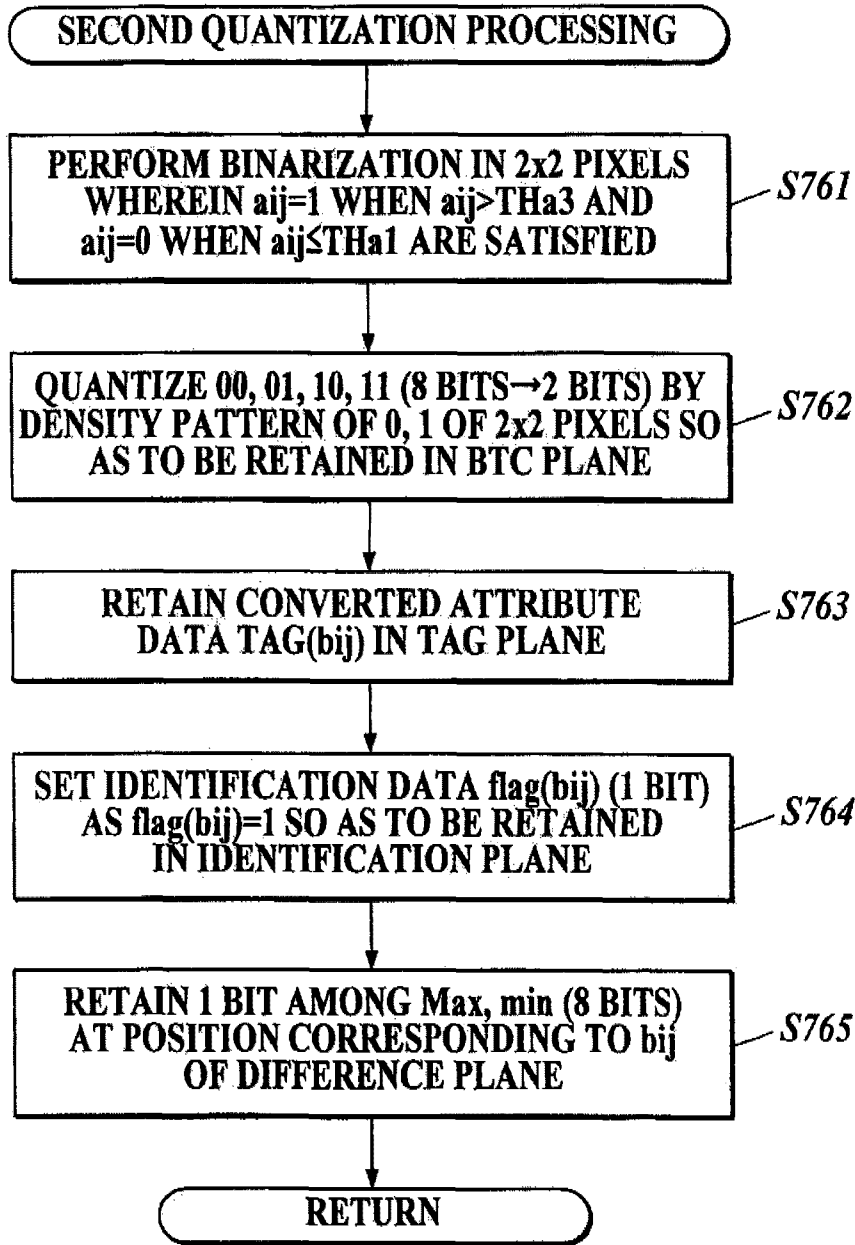 SECOND QUANTIZATION PROCESSING
PERFORM BINARIZATION IN 2x2 PIXELS
WHEREIN aij=1 WHEN aij>THa3 AND
aij=0 WHEN aij≤THa1 ARE SATISFIED
S761
QUANTIZE 00, 01, 10, 11 (8 BITS→2 BITS) BY
DENSITY PATTERN OF 0, 1 OF 2x2 PIXELS SO
AS TO BE RETAINED IN BTC PLANE
S762
RETAIN CONVERTED ATTRIBUTE
DATA TAG(bij) IN TAG PLANE
S763
SET IDENTIFICATION DATA flag(bij) (1 BIT)
AS flag(bij)=1 SO AS TO BE RETAINED
IN IDENTIFICATION PLANE
S764
RETAIN 1 BIT AMONG Max, min (8 BITS)
AT POSITION CORRESPONDING TO bij
OF DIFFERENCE PLANE
S765
RETURN